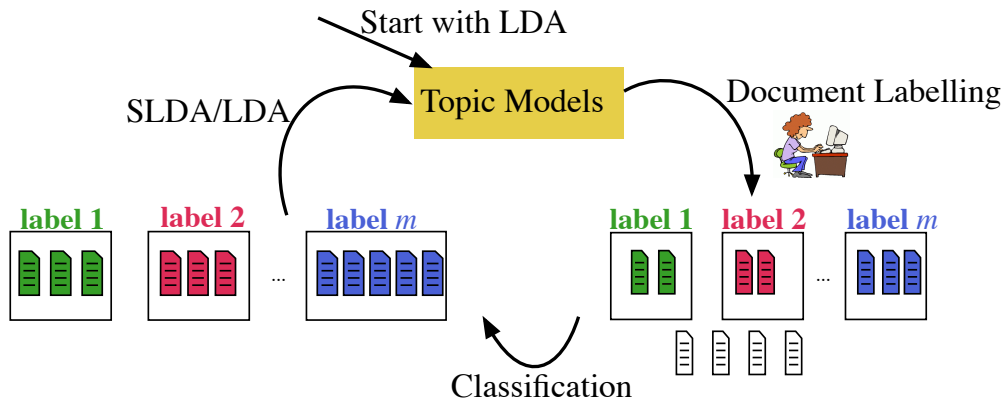 Start with LDA
SLDA/LDA
Topic Models
Document Labelling
label 1
label 2
label m
...
label 1
label 2
label m
...
Classification